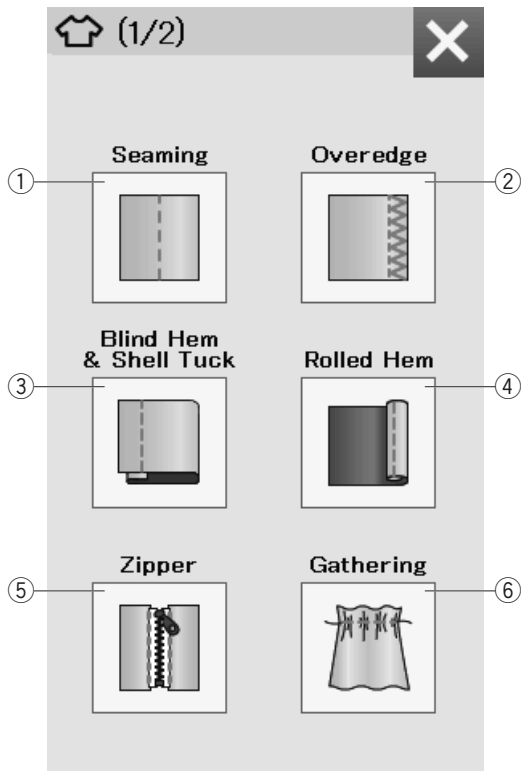 (1/2)
Seaming
Overedge
① ②
Blind Hem
& Shell Tuck
Rolled Hem
③ ④
Zipper
Gathering
⑤ ⑥